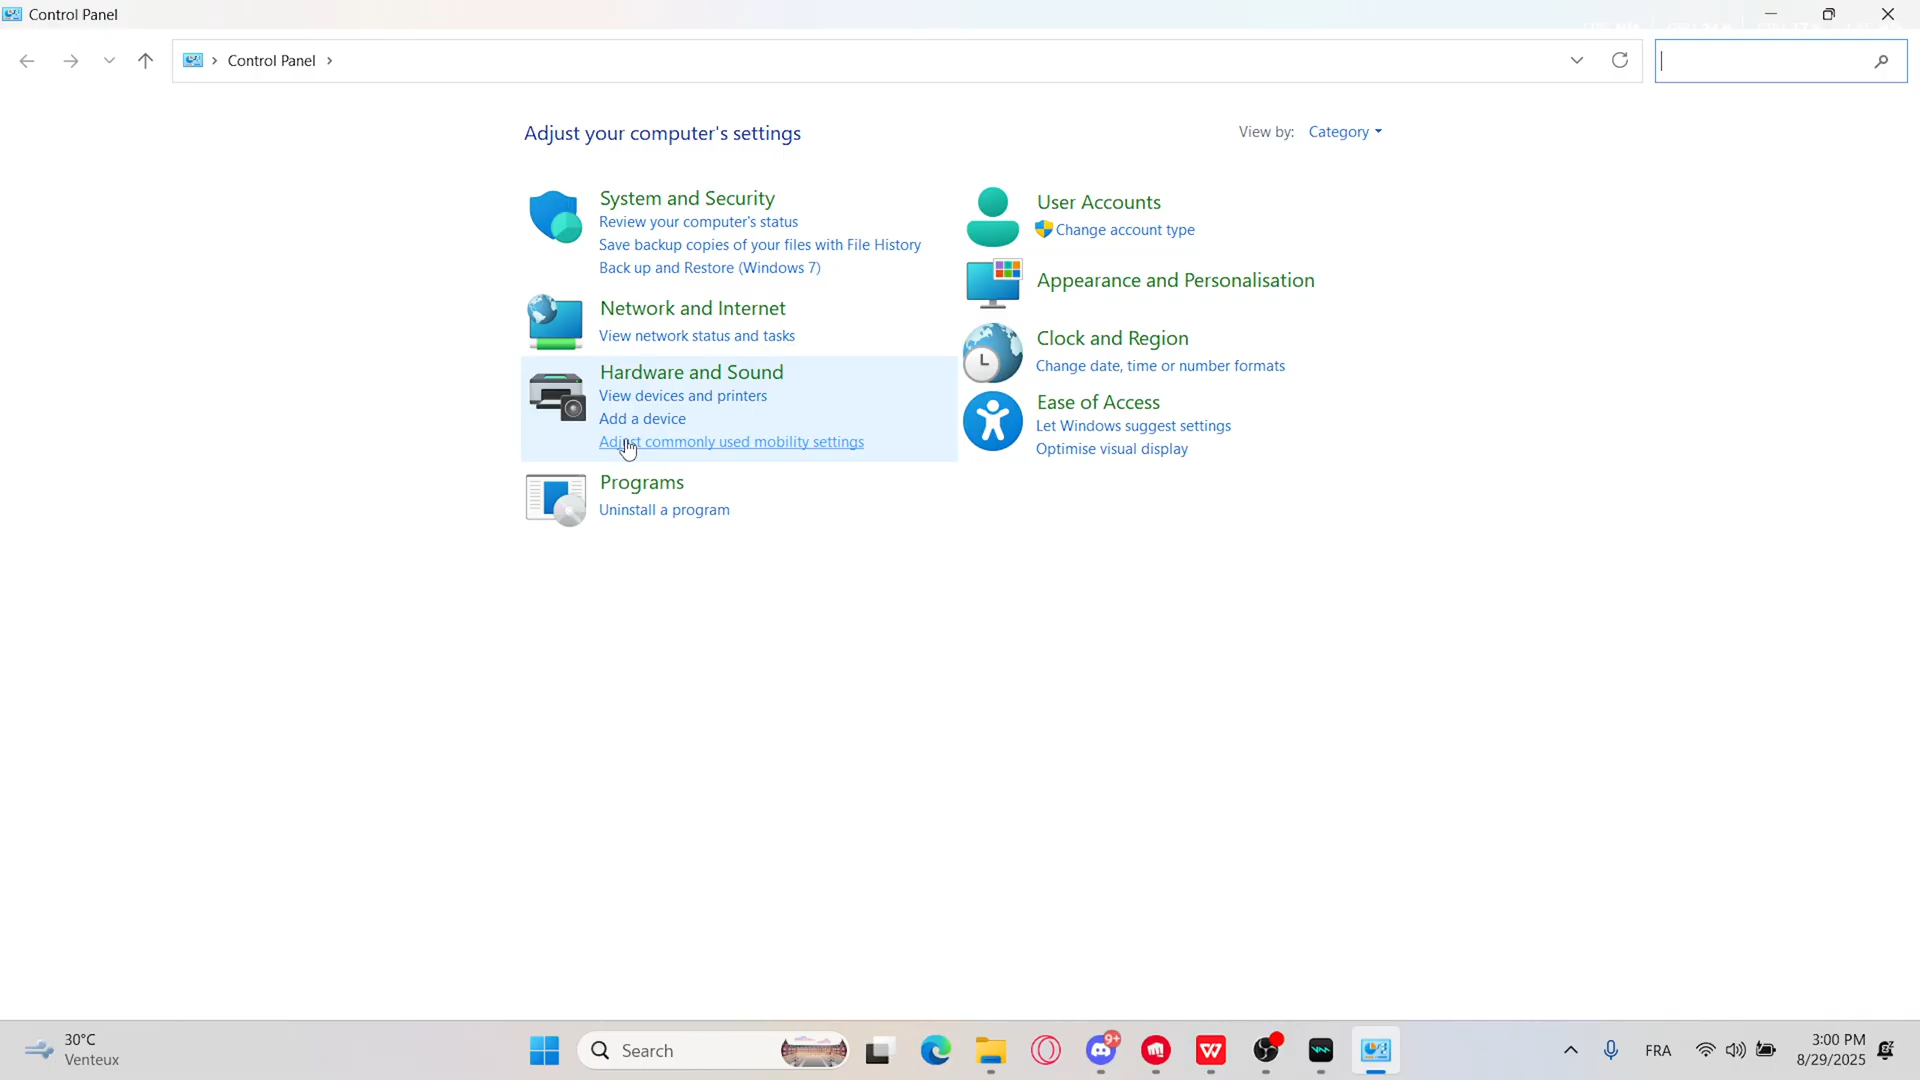 Control Panel
Control Panel
Adjust your computer's settings
View by: Category
System and Security
Review your computer's status
Save backup copies of your files with File History
Back up and Restore (Windows 7)
Network and Internet
View network status and tasks
Hardware and Sound
View devices and printers
Add a device
Adjust commonly used mobility settings
Programs
Uninstall a program
User Accounts
Change account type
Appearance and Personalisation
Clock and Region
Change date, time or number formats
Ease of Access
Let Windows suggest settings
Optimise visual display
30°C
Venteux
Search
9+
FRA
3:00 PM
8/29/2025